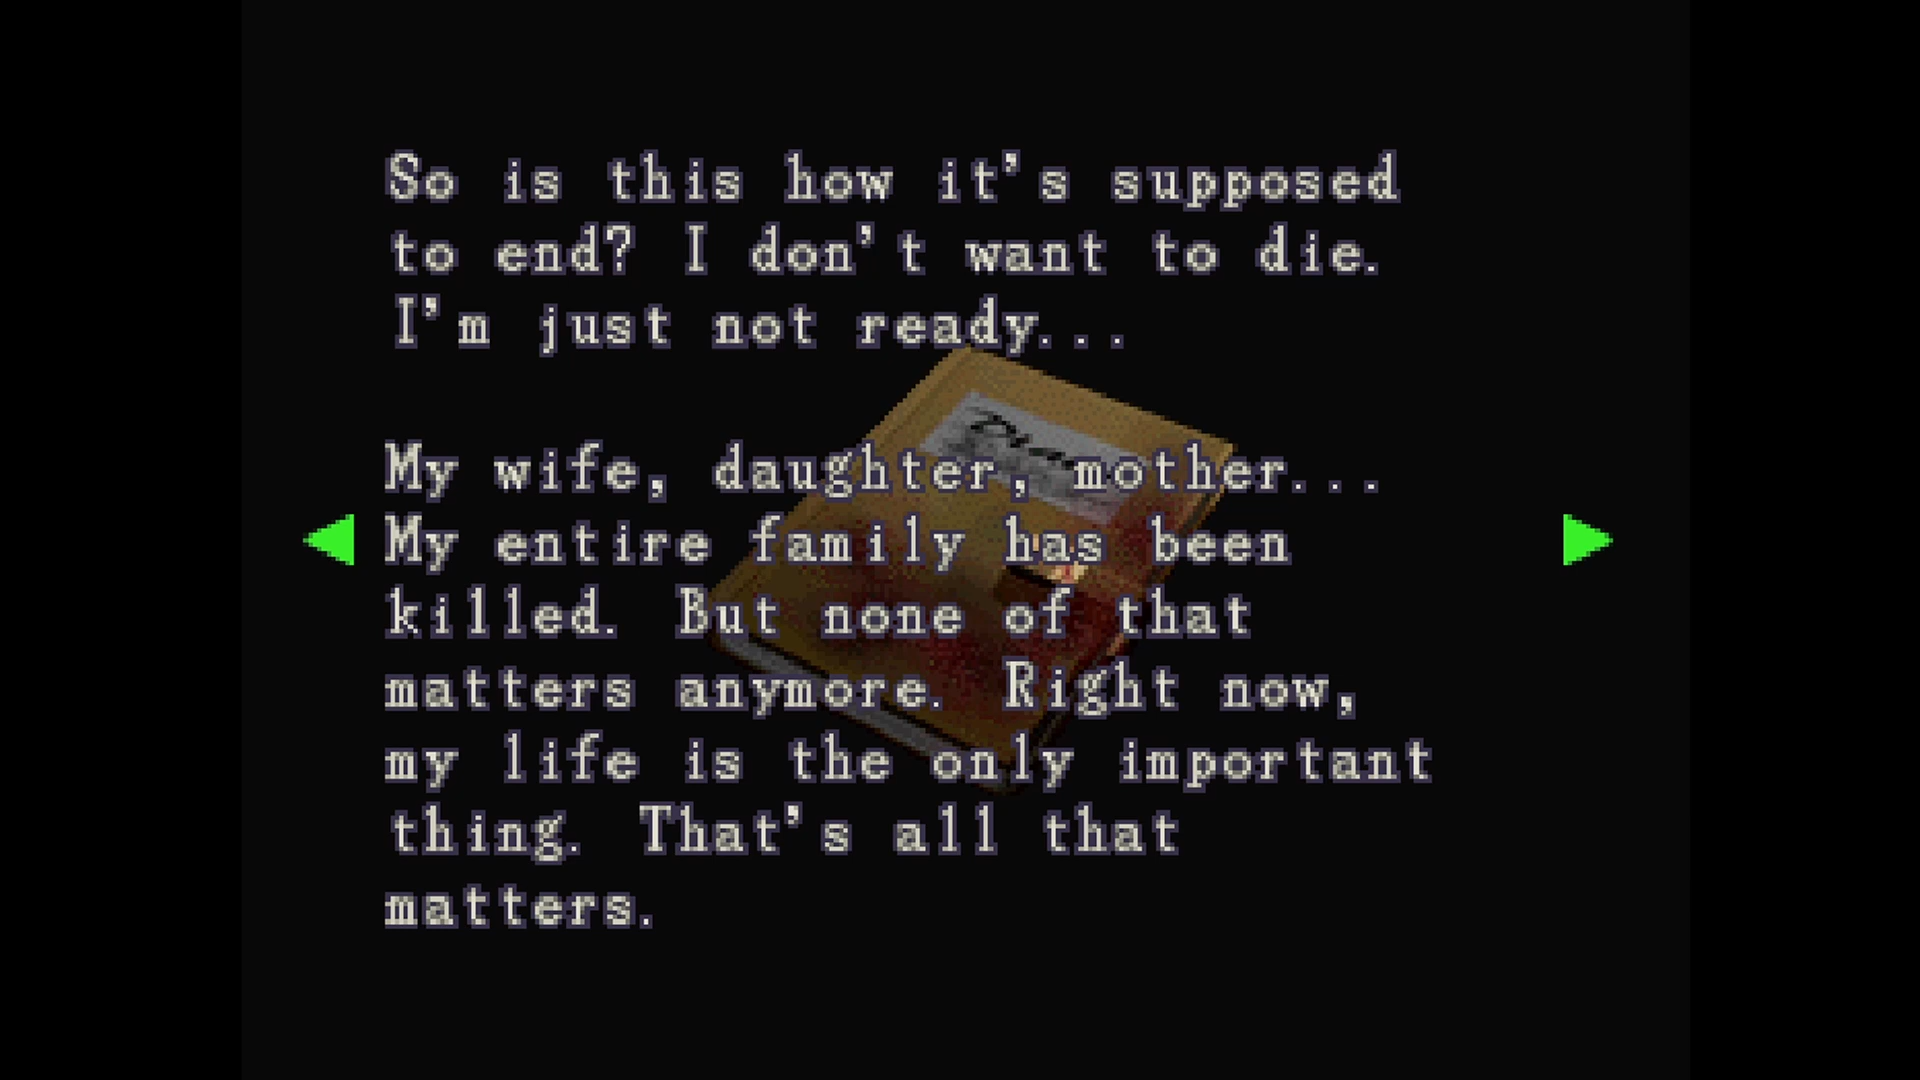 So is this how it's supposed
to end? I don't want to die.
I'm just not ready...
My wife, daughter, mother...
My entire family has been
killed. But none of that
matters anymore. Right now,
my life is the only important
thing. That's all that
matters.